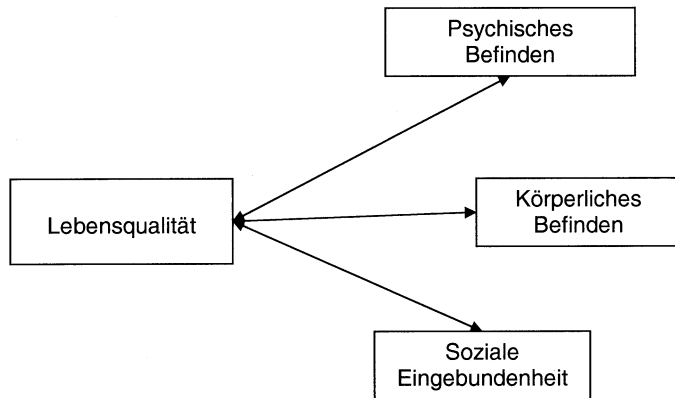 Psychisches
Befinden
Körperliches
Befinden
Lebensqualität
Soziale
Eingebundenheit